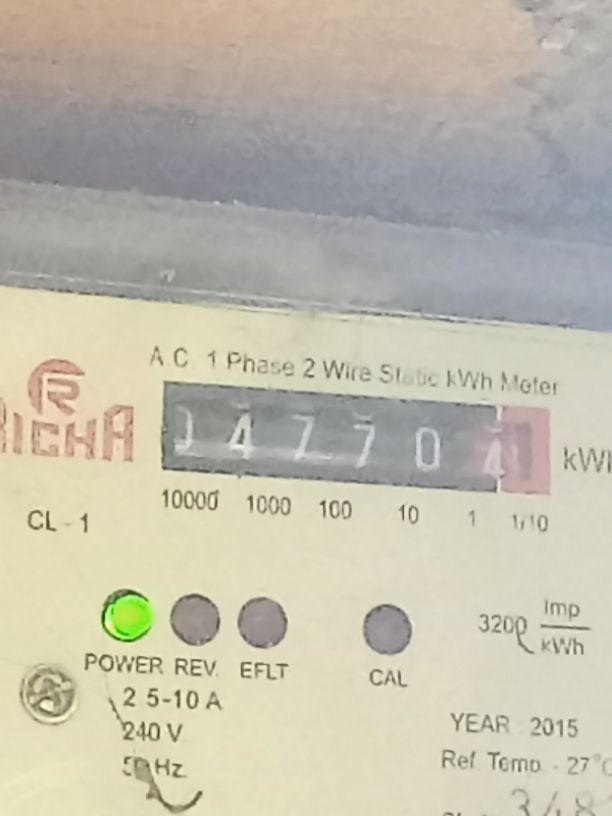 A.C. 1 Phase 2 Wire Static kWh Meter
RICHA
04770 4 kWh
10000 1000 100 10 1 1/10
CL - 1
3200 Imp/kWh
POWER REV. EFLT CAL
2.5-10 A
240 V
50 Hz
YEAR 2015
Ref. Temp. - 27°C